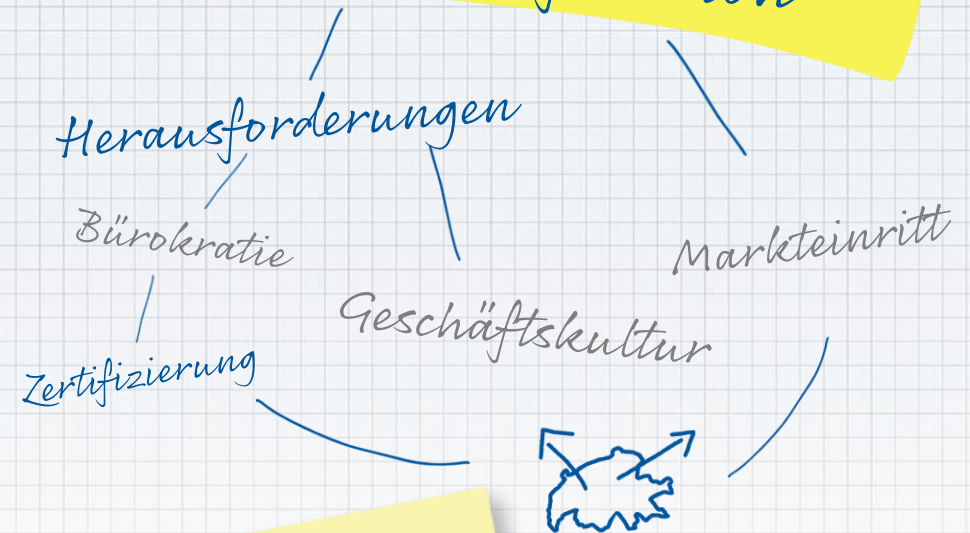 Herausforderungen
Bürokratie
Markteinritt
Geschäftskultur
Zertifizierung